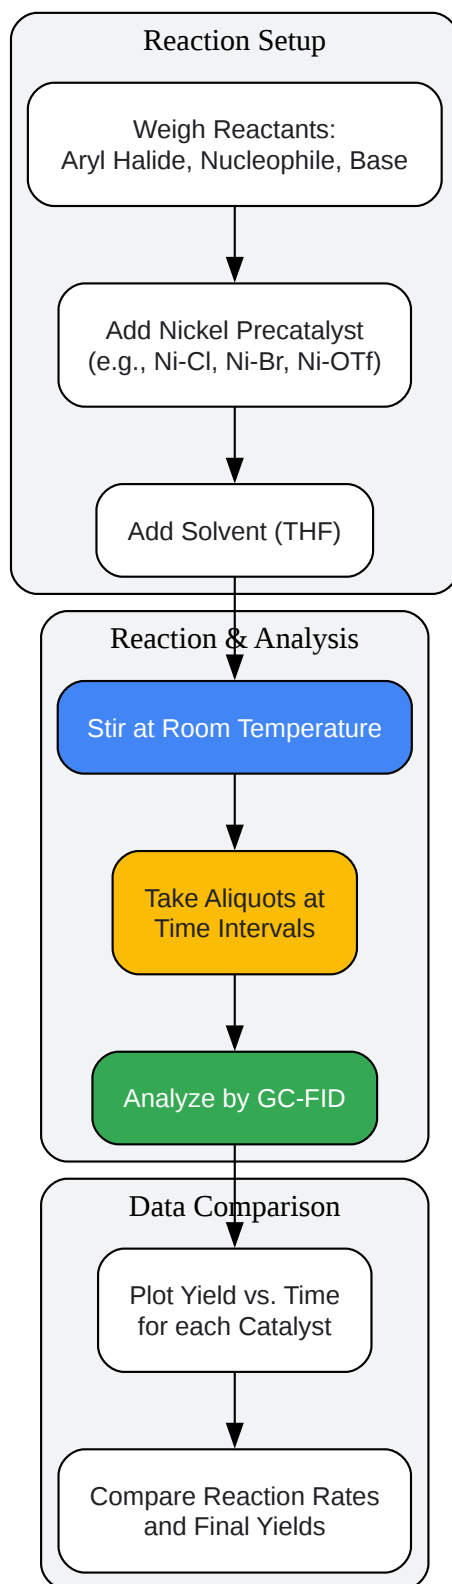 Reaction Setup
Weigh Reactants:
Aryl Halide, Nucleophile, Base
Add Nickel Precatalyst
(e.g., Ni-Cl, Ni-Br, Ni-OTf)
Add Solvent (THF)
Reaction & Analysis
Stir at Room Temperature
Take Aliquots at
Time Intervals
Analyze by GC-FID
Data Comparison
Plot Yield vs. Time
for each Catalyst
Compare Reaction Rates
and Final Yields